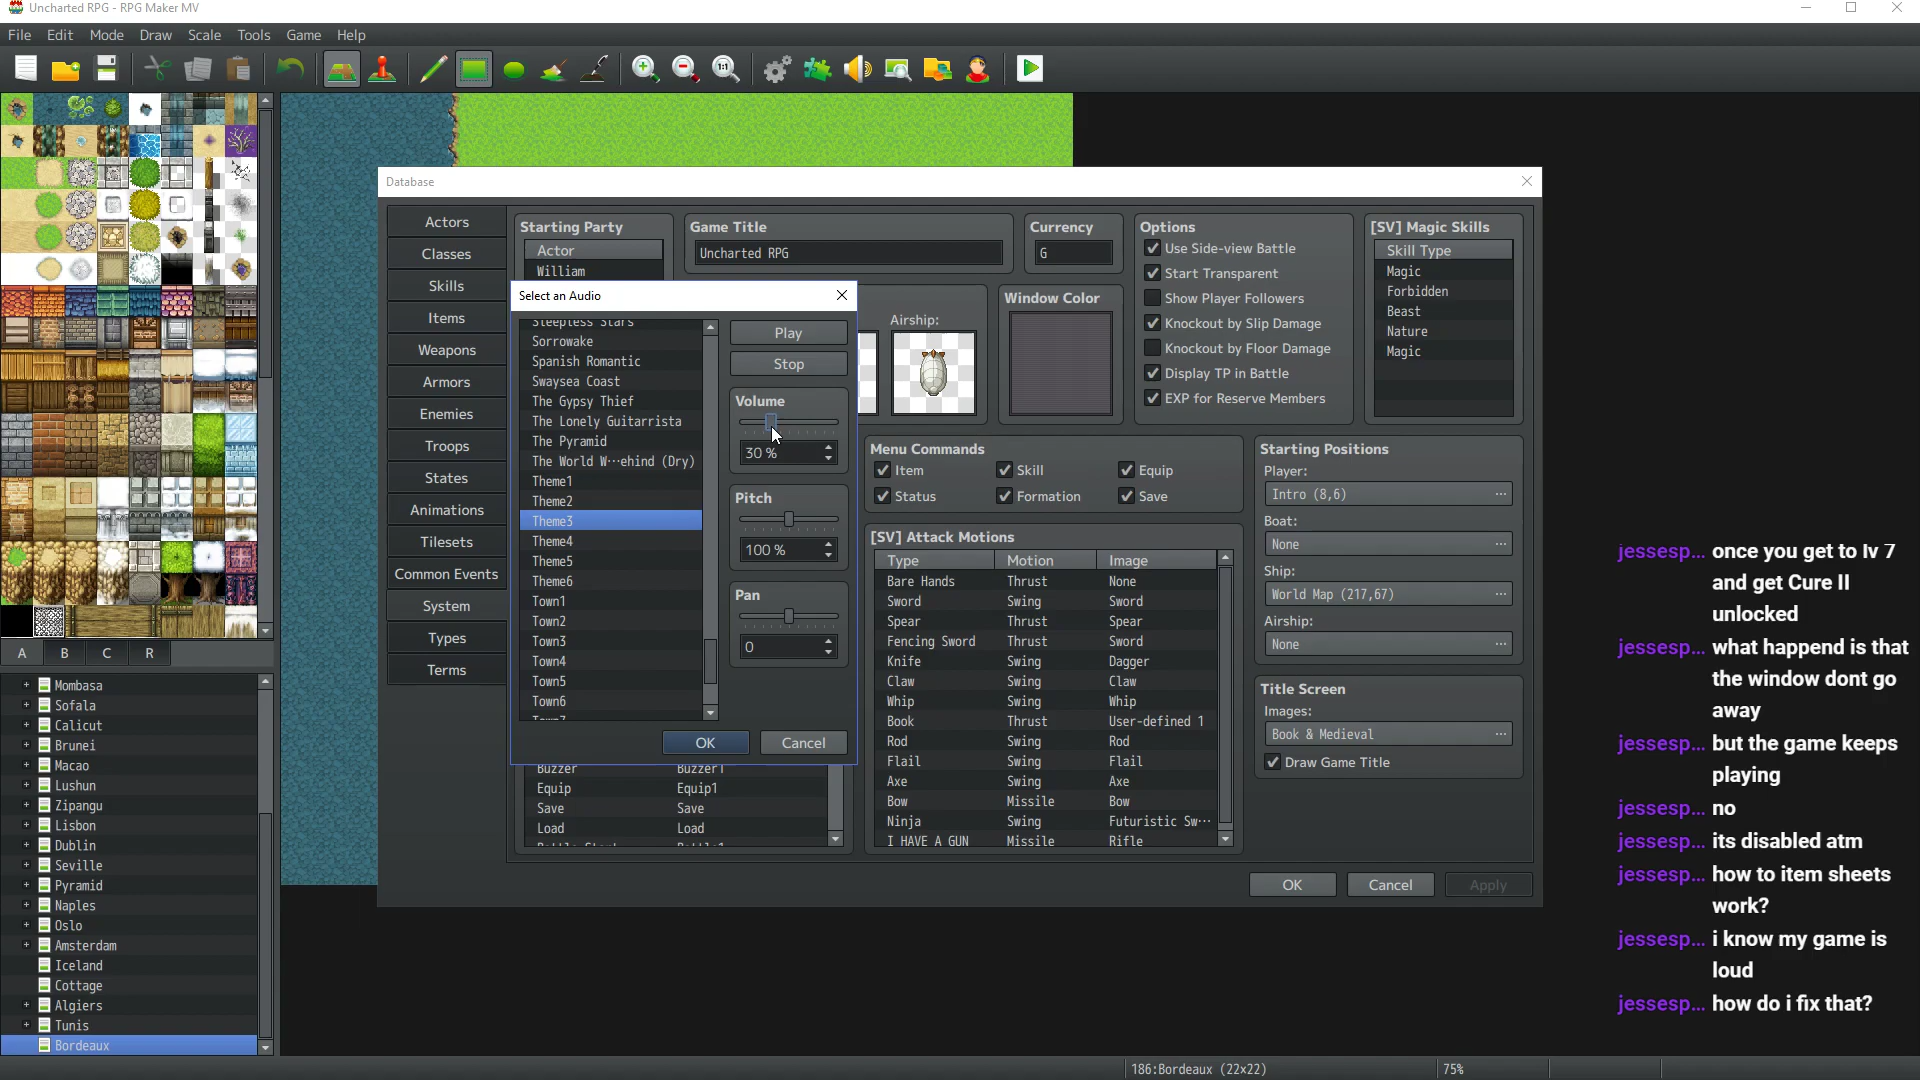 Uncharted RPG - RPG Maker MV
File Edit Mode Draw Scale Tools Game Help
A B C R
Mombasa
Sofala
Calicut
Brunei
Macao
Lushun
Zipangu
Lisbon
Dublin
Seville
Pyramid
Naples
Oslo
Amsterdam
Iceland
Cottage
Algiers
Tunis
Bordeaux
Database
Actors
Classes
Skills
Items
Weapons
Armors
Enemies
Troops
States
Animations
Tilesets
Common Events
System
Types
Terms
Starting Party
Actor
William
Game Title
Uncharted RPG
Currency
G
Options
Use Side-view Battle
Start Transparent
Show Player Followers
Knockout by Slip Damage
Knockout by Floor Damage
Display TP in Battle
EXP for Reserve Members
[SV] Magic Skills
Skill Type
Magic
Forbidden
Beast
Nature
Magic
Airship:
Window Color
Select an Audio
Sleepless Stars
Sorrowake
Spanish Romantic
Swaysea Coast
The Gypsy Thief
The Lonely Guitarrista
The Pyramid
The World W…ehind (Dry)
Theme1
Theme2
Theme3
Theme4
Theme5
Theme6
Town1
Town2
Town3
Town4
Town5
Town6
Play
Stop
Volume
30 %
Pitch
100 %
Pan
0
OK Cancel
Buzzer Buzzer1
Equip Equip1
Save Save
Load Load
Menu Commands
Item Skill Equip
Status Formation Save
[SV] Attack Motions
Type Motion Image
Bare Hands Thrust None
Sword Swing Sword
Spear Thrust Spear
Fencing Sword Thrust Sword
Knife Swing Dagger
Claw Swing Claw
Whip Swing Whip
Book Thrust User-defined 1
Rod Swing Rod
Flail Swing Flail
Axe Swing Axe
Bow Missile Bow
Ninja Swing Futuristic Sw…
I HAVE A GUN Missile Rifle
Starting Positions
Player:
Intro (8,6) ...
Boat:
None ...
Ship:
World Map (217,67) ...
Airship:
None ...
Title Screen
Images:
Book & Medieval ...
Draw Game Title
OK Cancel Apply
jessesp... once you get to lv 7
and get Cure II
unlocked
jessesp... what happend is that
the window dont go
away
jessesp... but the game keeps
playing
jessesp... no
jessesp... its disabled atm
jessesp... how to item sheets
work?
jessesp... i know my game is
loud
jessesp... how do i fix that?
186:Bordeaux (22x22) 75%